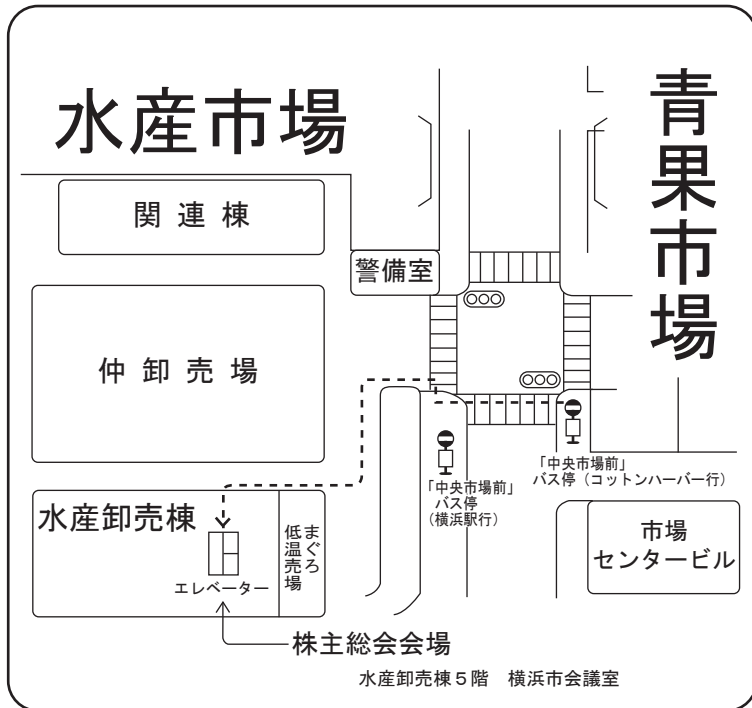 水産市場
青果市場
関連棟
警備室
仲卸売場
「中央市場前」
バス停（コットンハーバー行）
「中央市場前」
バス停
（横浜駅行）
水産卸売棟
まぐろ
低温売場
エレベーター
市場
センタービル
株主総会会場
水産卸売棟５階　横浜市会議室